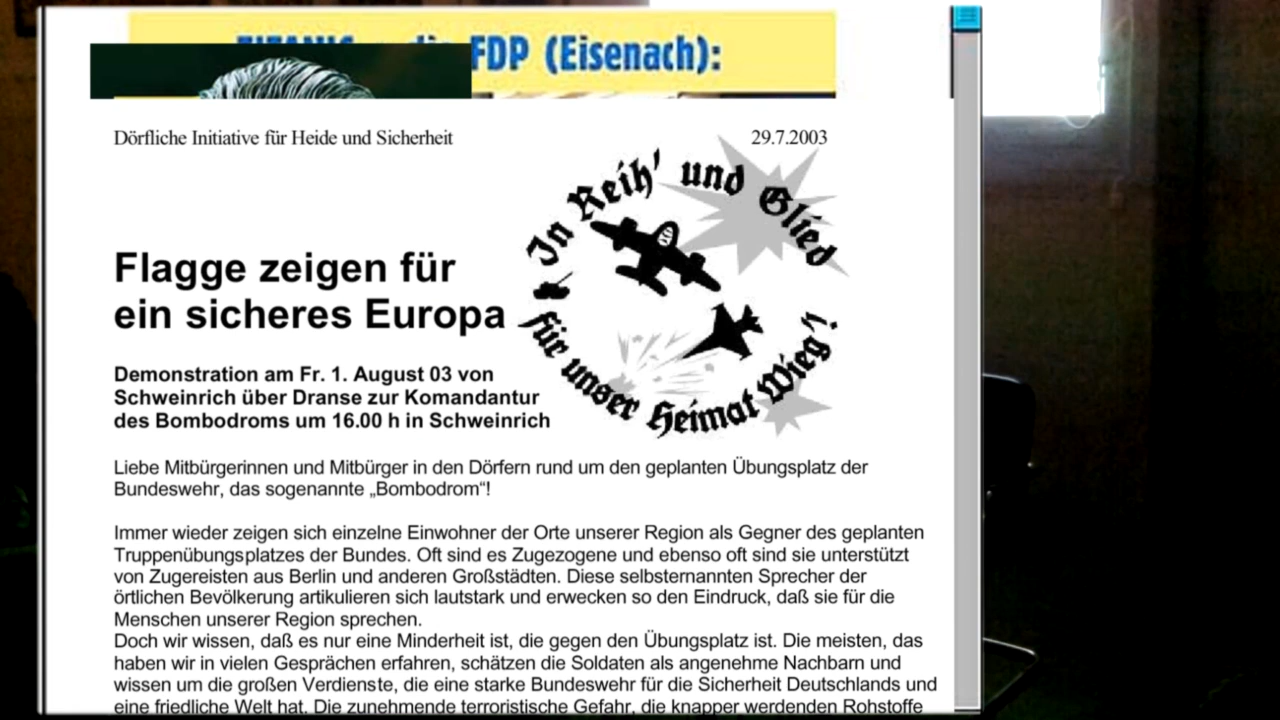 FDP (Eisenach):
Dörfliche Initiative für Heide und Sicherheit
29.7.2003
In Reih' und Glied
für unser Heimat Wieg'!
Flagge zeigen für
ein sicheres Europa
Demonstration am Fr. 1. August 03 von
Schweinrich über Dranse zur Komandantur
des Bombodroms um 16.00 h in Schweinrich
Liebe Mitbürgerinnen und Mitbürger in den Dörfern rund um den geplanten Übungsplatz der
Bundeswehr, das sogenannte „Bombodrom“!
Immer wieder zeigen sich einzelne Einwohner der Orte unserer Region als Gegner des geplanten
Truppenübungsplatzes der Bundes. Oft sind es Zugezogene und ebenso oft sind sie unterstützt
von Zugereisten aus Berlin und anderen Großstädten. Diese selbsternannten Sprecher der
örtlichen Bevölkerung artikulieren sich lautstark und erwecken so den Eindruck, daß sie für die
Menschen unserer Region sprechen.
Doch wir wissen, daß es nur eine Minderheit ist, die gegen den Übungsplatz ist. Die meisten, das
haben wir in vielen Gesprächen erfahren, schätzen die Soldaten als angenehme Nachbarn und
wissen um die großen Verdienste, die eine starke Bundeswehr für die Sicherheit Deutschlands und
eine friedliche Welt hat. Die zunehmende terroristische Gefahr, die knapper werdenden Rohstoffe